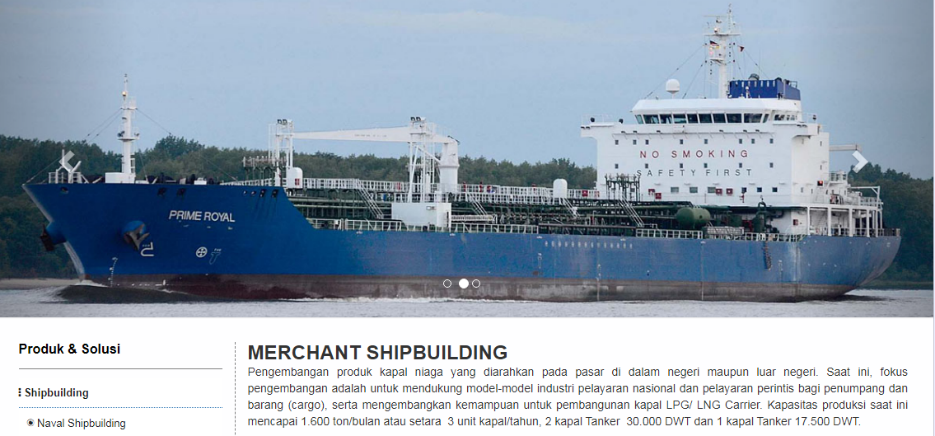 NO SMOKING
SAFETY FIRST
PRIME ROYAL
Produk & Solusi
Shipbuilding
Naval Shipbuilding
MERCHANT SHIPBUILDING
Pengembangan produk kapal niaga yang diarahkan pada pasar di dalam negeri maupun luar negeri. Saat ini, fokus
pengembangan adalah untuk mendukung model-model industri pelayaran nasional dan pelayaran perintis bagi penumpang dan
barang (cargo), serta mengembangkan kemampuan untuk pembangunan kapal LPG/ LNG Carrier. Kapasitas produksi saat ini
mencapai 1.600 ton/bulan atau setara 3 unit kapal/tahun, 2 kapal Tanker 30.000 DWT dan 1 kapal Tanker 17.500 DWT.